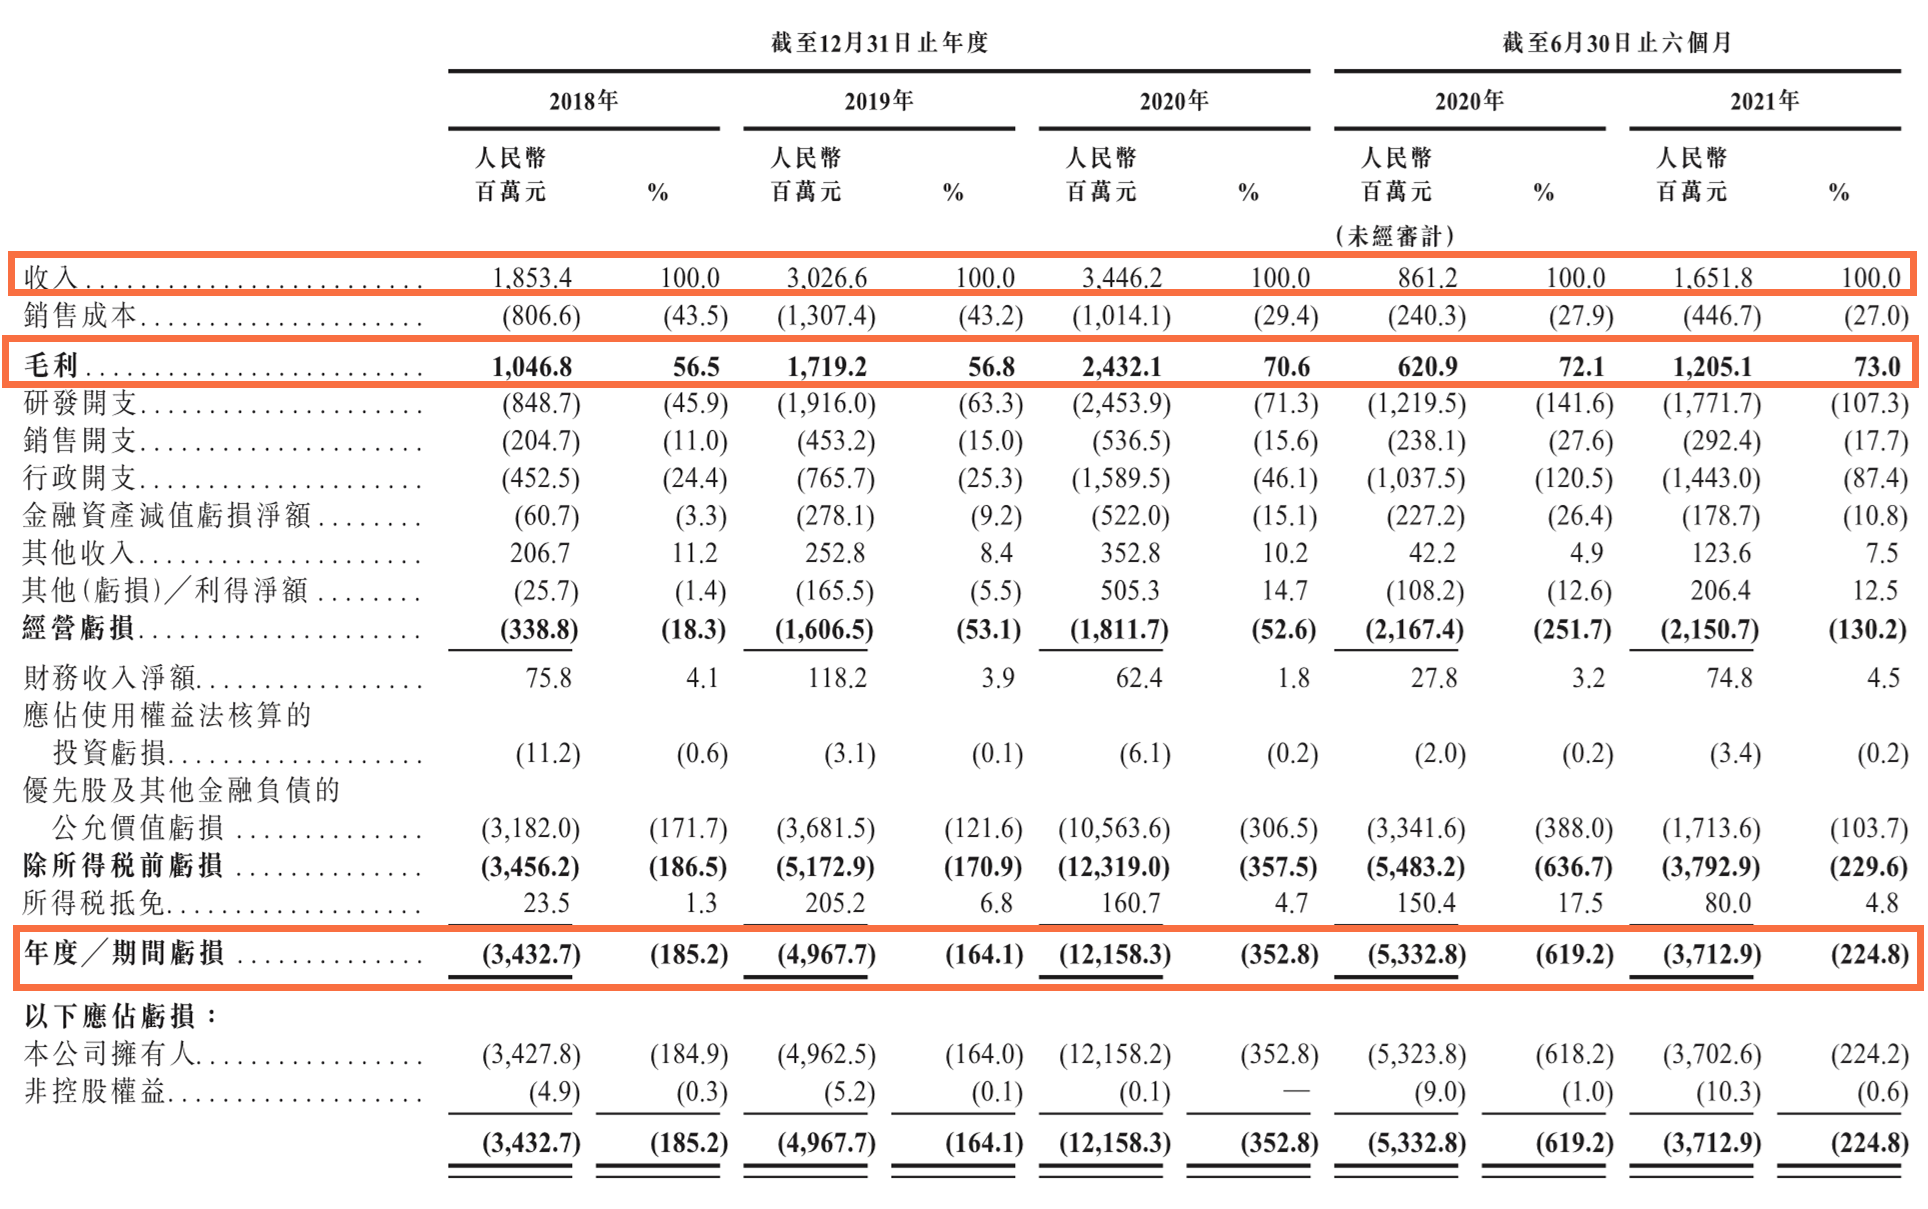 截至12月31日止年度 截至6月30日止六個月
2018年 2019年 2020年 2020年 2021年
人民幣 人民幣 人民幣 人民幣 人民幣
百萬元 % 百萬元 % 百萬元 % 百萬元 % 百萬元 %
(未經審計)
收入 1,853.4 100.0 3,026.6 100.0 3,446.2 100.0 861.2 100.0 1,651.8 100.0
銷售成本 (806.6) (43.5) (1,307.4) (43.2) (1,014.1) (29.4) (240.3) (27.9) (446.7) (27.0)
毛利 1,046.8 56.5 1,719.2 56.8 2,432.1 70.6 620.9 72.1 1,205.1 73.0
研發開支 (848.7) (45.9) (1,916.0) (63.3) (2,453.9) (71.3) (1,219.5) (141.6) (1,771.7) (107.3)
銷售開支 (204.7) (11.0) (453.2) (15.0) (536.5) (15.6) (238.1) (27.6) (292.4) (17.7)
行政開支 (452.5) (24.4) (765.7) (25.3) (1,589.5) (46.1) (1,037.5) (120.5) (1,443.0) (87.4)
金融資產減值虧損淨額 (60.7) (3.3) (278.1) (9.2) (522.0) (15.1) (227.2) (26.4) (178.7) (10.8)
其他收入 206.7 11.2 252.8 8.4 352.8 10.2 42.2 4.9 123.6 7.5
其他(虧損)／利得淨額 (25.7) (1.4) (165.5) (5.5) 505.3 14.7 (108.2) (12.6) 206.4 12.5
經營虧損 (338.8) (18.3) (1,606.5) (53.1) (1,811.7) (52.6) (2,167.4) (251.7) (2,150.7) (130.2)
財務收入淨額 75.8 4.1 118.2 3.9 62.4 1.8 27.8 3.2 74.8 4.5
應佔使用權益法核算的
投資虧損 (11.2) (0.6) (3.1) (0.1) (6.1) (0.2) (2.0) (0.2) (3.4) (0.2)
優先股及其他金融負債的
公允價值虧損 (3,182.0) (171.7) (3,681.5) (121.6) (10,563.6) (306.5) (3,341.6) (388.0) (1,713.6) (103.7)
除所得稅前虧損 (3,456.2) (186.5) (5,172.9) (170.9) (12,319.0) (357.5) (5,483.2) (636.7) (3,792.9) (229.6)
所得稅抵免 23.5 1.3 205.2 6.8 160.7 4.7 150.4 17.5 80.0 4.8
年度／期間虧損 (3,432.7) (185.2) (4,967.7) (164.1) (12,158.3) (352.8) (5,332.8) (619.2) (3,712.9) (224.8)
以下應佔虧損：
本公司擁有人 (3,427.8) (184.9) (4,962.5) (164.0) (12,158.2) (352.8) (5,323.8) (618.2) (3,702.6) (224.2)
非控股權益 (4.9) (0.3) (5.2) (0.1) (0.1) — (9.0) (1.0) (10.3) (0.6)
(3,432.7) (185.2) (4,967.7) (164.1) (12,158.3) (352.8) (5,332.8) (619.2) (3,712.9) (224.8)